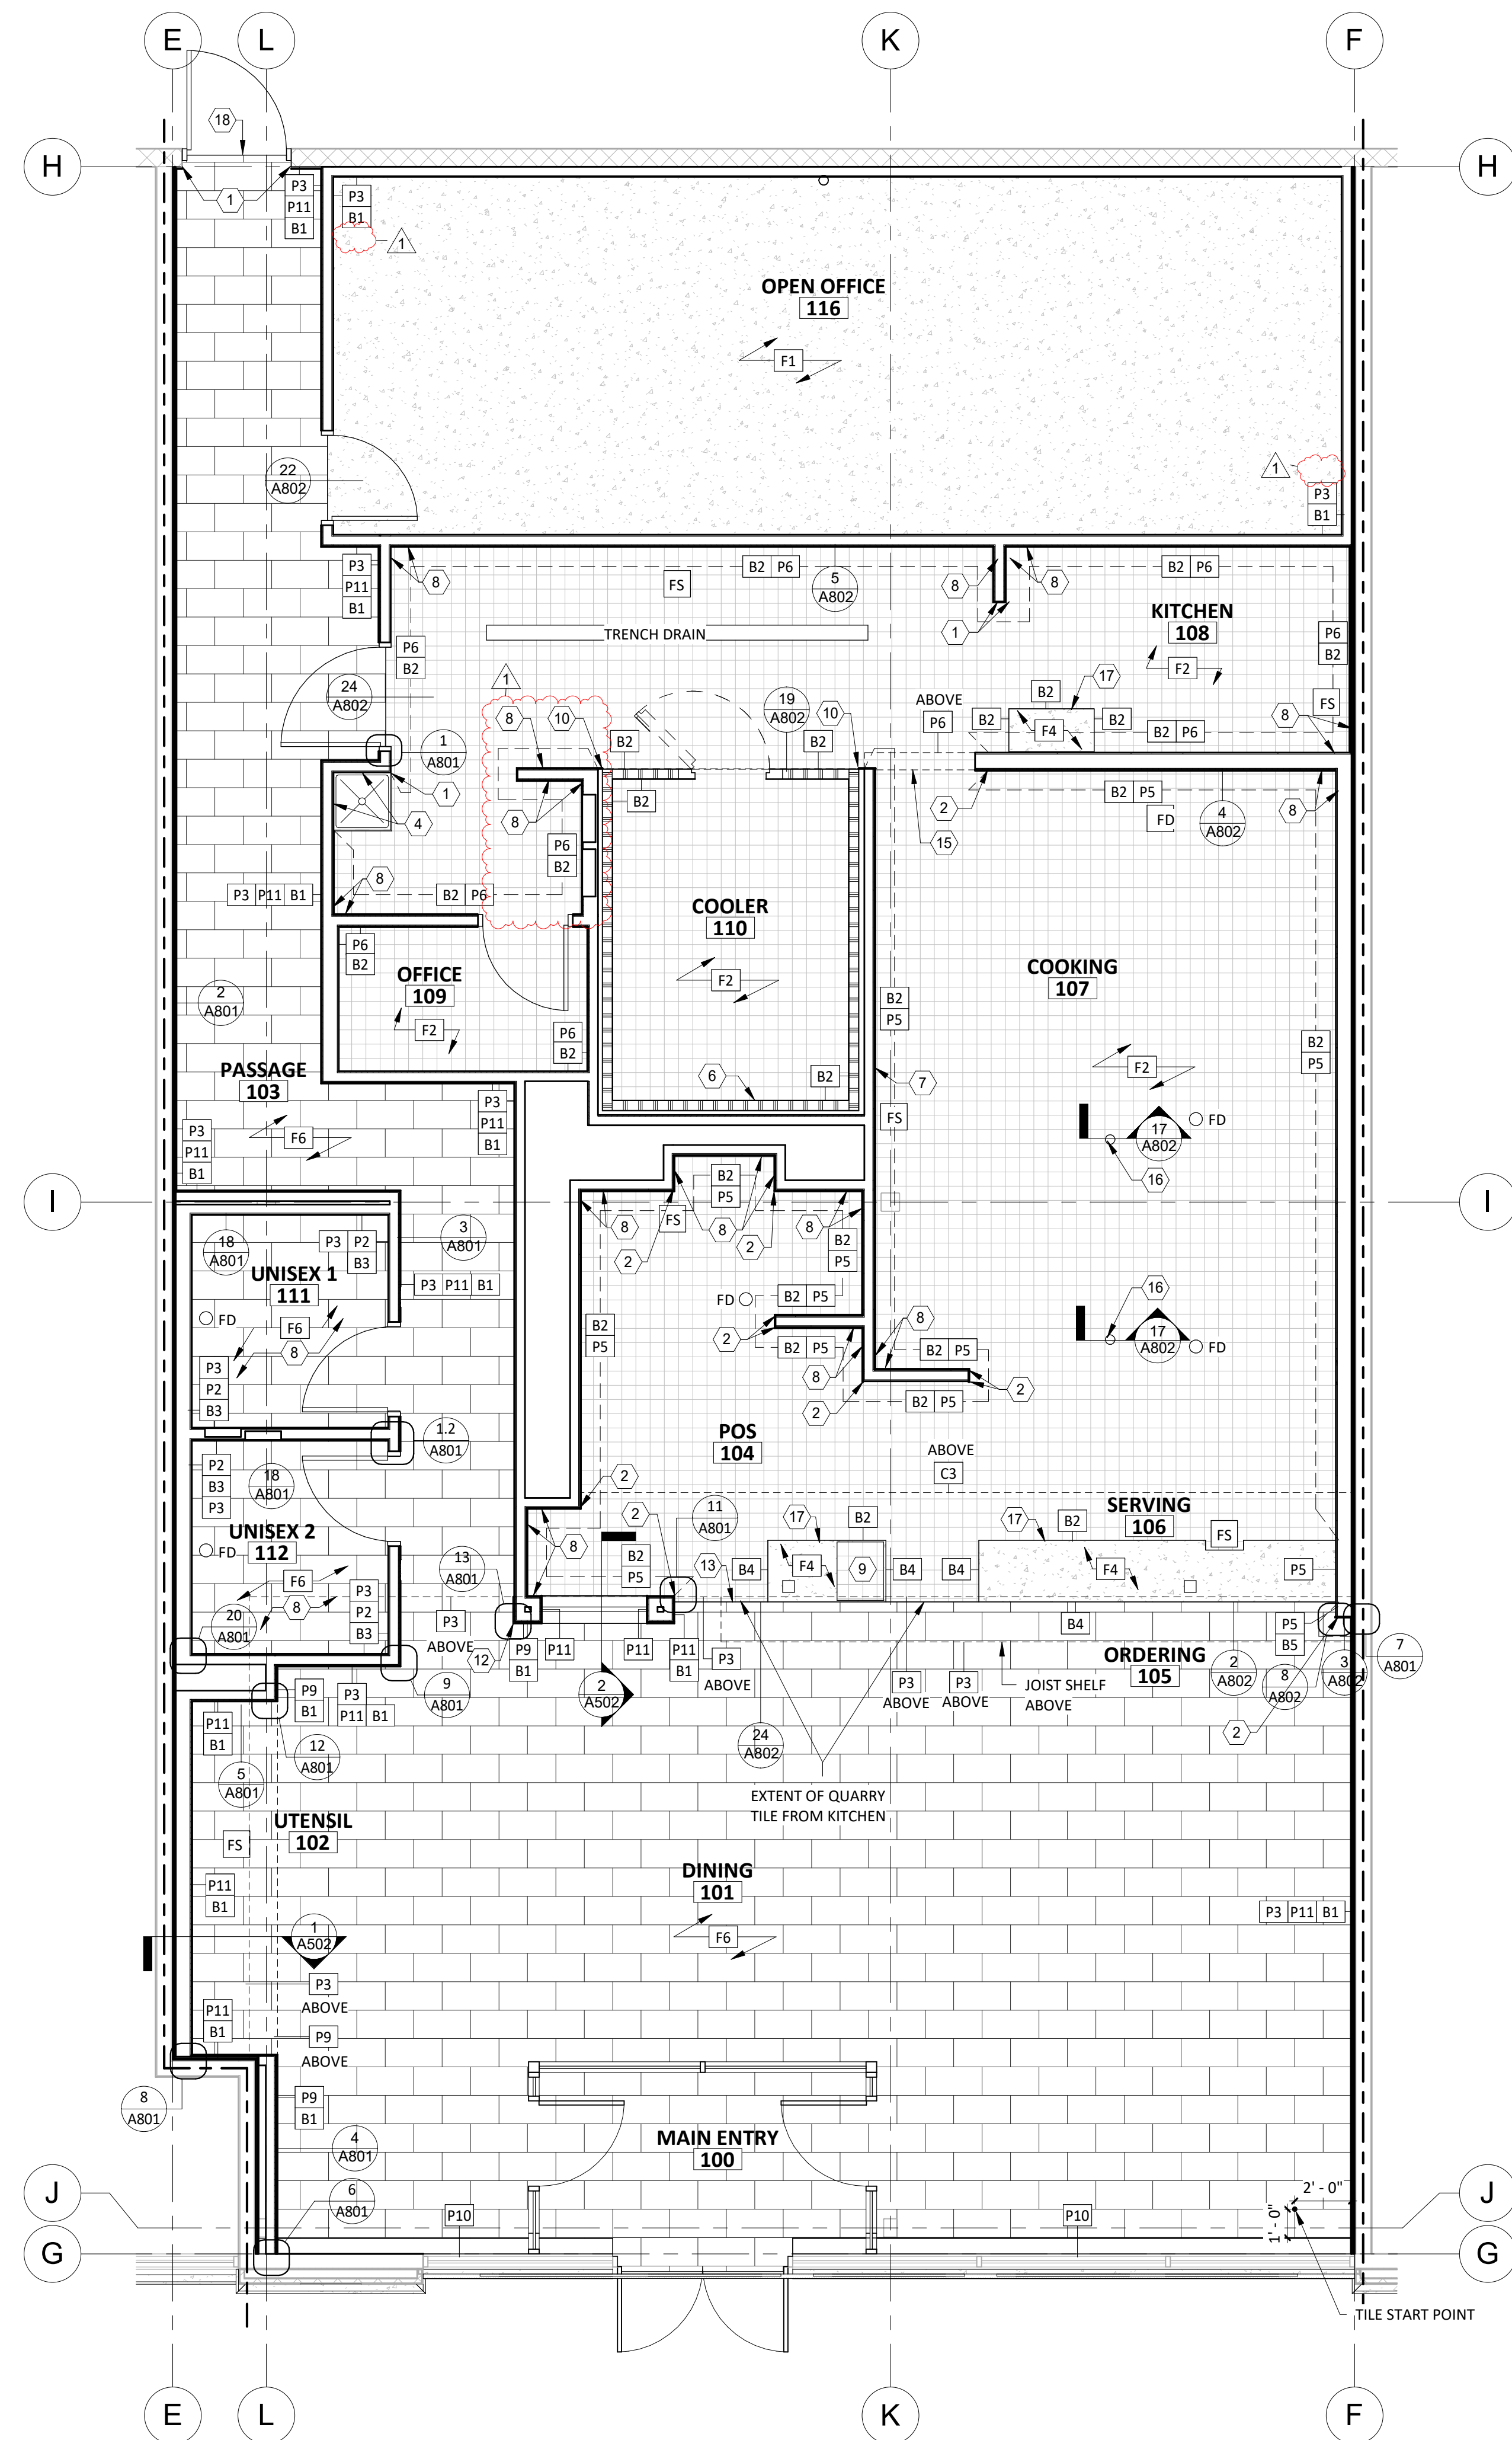 E
L
K
F
18
H
H
1
P3
P11
B1
P3
B1
1
OPEN OFFICE
116
F1
22
A802
1
P3
B1
P3
P11
B1
8
FS
B2 P6
5
A802
8
8
B2 P6
KITCHEN
108
TRENCH DRAIN
1
P6
B2
P6
B2
F2
24
A802
1
17
FS
8
10
19
A802
10
ABOVE
P6
B2
B2
F4
B2
8
B2
B2
B2 P6
1
A801
1
B2
2
B2 P5
8
4
8
FD
4
A802
15
P6
B2
8
P3 P11 B1
B2 P6
COOLER
110
P6
B2
OFFICE
109
COOKING
107
F2
2
A801
F2
B2
P5
P6
B2
B2
P5
PASSAGE
103
6
B2
7
F2
P3
P11
B1
FS
P3
P11
B1
F6
17
A802
FD
16
B2
P5
I
I
3
A801
18
A801
P3 P2
B3
8
FS
8
8
2
2
B2
P5
UNISEX 1
111
P3 P11 B1
16
FD
F6
8
FD
B2 P5
B2
P5
2
8
17
A802
FD
B2 P5
B2 P5
P3
P2
B3
8
2
2
B2 P5
1.2
A801
POS
104
ABOVE
C3
P2
B3
P3
18
A801
2
2
11
A801
SERVING
106
UNISEX 2
112
17
B2
17
B2
FS
FD
8
13
A801
B2
P5
13
B4
F4
9
B4
B4
F4
P5
F6
8
P3
P2
B3
20
A801
P3
ABOVE
12
P9
B1
P11
P11
P11
B1
P3
ABOVE
B4
P5
B5
ORDERING
105
7
A801
9
A801
P9
B1
P3
P11 B1
2
A502
P3
ABOVE
P3
ABOVE
JOIST SHELF
ABOVE
2
A802
8
A802
3
A802
2
P11
B1
12
A801
24
A802
5
A801
EXTENT OF QUARRY
TILE FROM KITCHEN
UTENSIL
102
FS
DINING
101
P11
B1
P3 P11 B1
F6
1
A502
P3
ABOVE
P11
B1
P9
ABOVE
8
A801
P9
B1
4
A801
MAIN ENTRY
100
6
A801
J
J
P10
P10
2' - 0"
1' - 0"
G
G
TILE START POINT
E
L
K
F